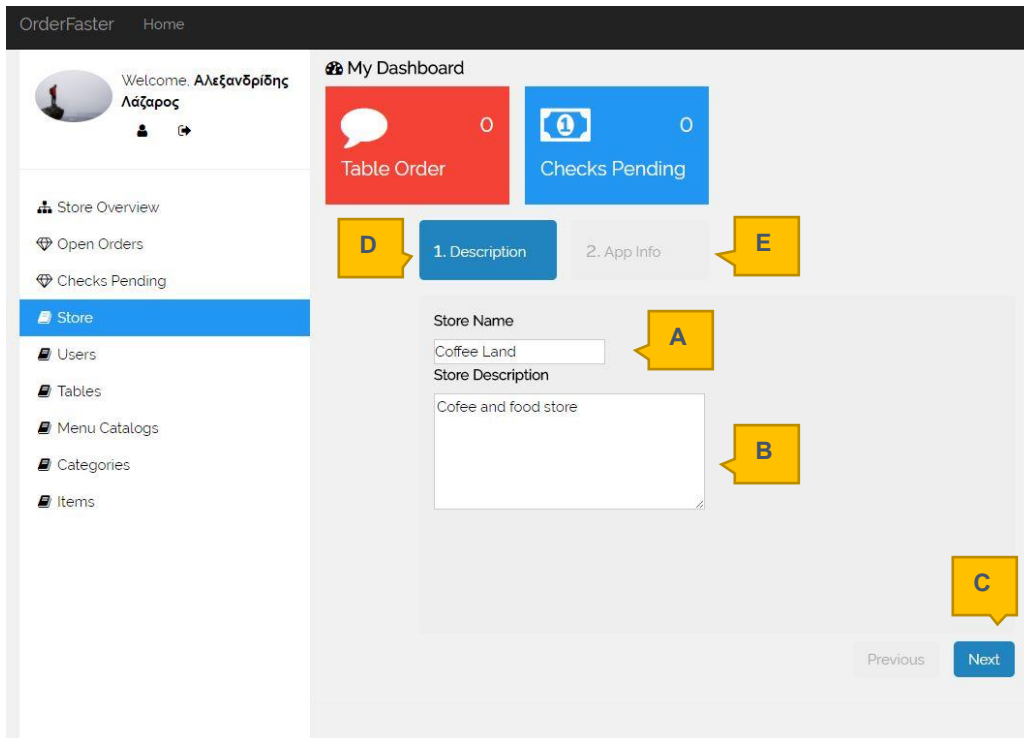 OrderFaster Home
Welcome, Αλεξανδρίδης
Λάζαρος
Store Overview
Open Orders
Checks Pending
Store
Users
Tables
Menu Catalogs
Categories
Items
My Dashboard
0
Table Order
1
0
Checks Pending
D
1. Description
2. App Info
E
Store Name
Coffee Land
A
Store Description
Cofee and food store
B
C
Previous
Next